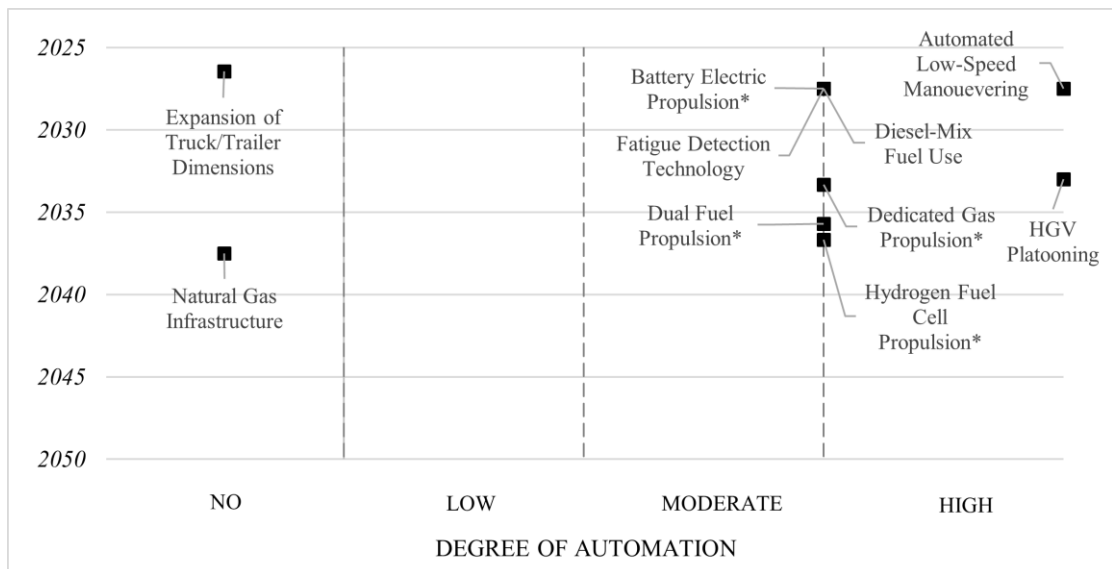 2025
2030
2035
2040
2045
2050
Expansion of
Truck/Trailer
Dimensions
Natural Gas
Infrastructure
Battery Electric
Propulsion*
Fatigue Detection
Technology
Diesel-Mix
Fuel Use
Dual Fuel
Propulsion*
Dedicated Gas
Propulsion*
Hydrogen Fuel
Cell
Propulsion*
Automated
Low-Speed
Manouevering
HGV
Platooning
NO
LOW
MODERATE
HIGH
DEGREE OF AUTOMATION